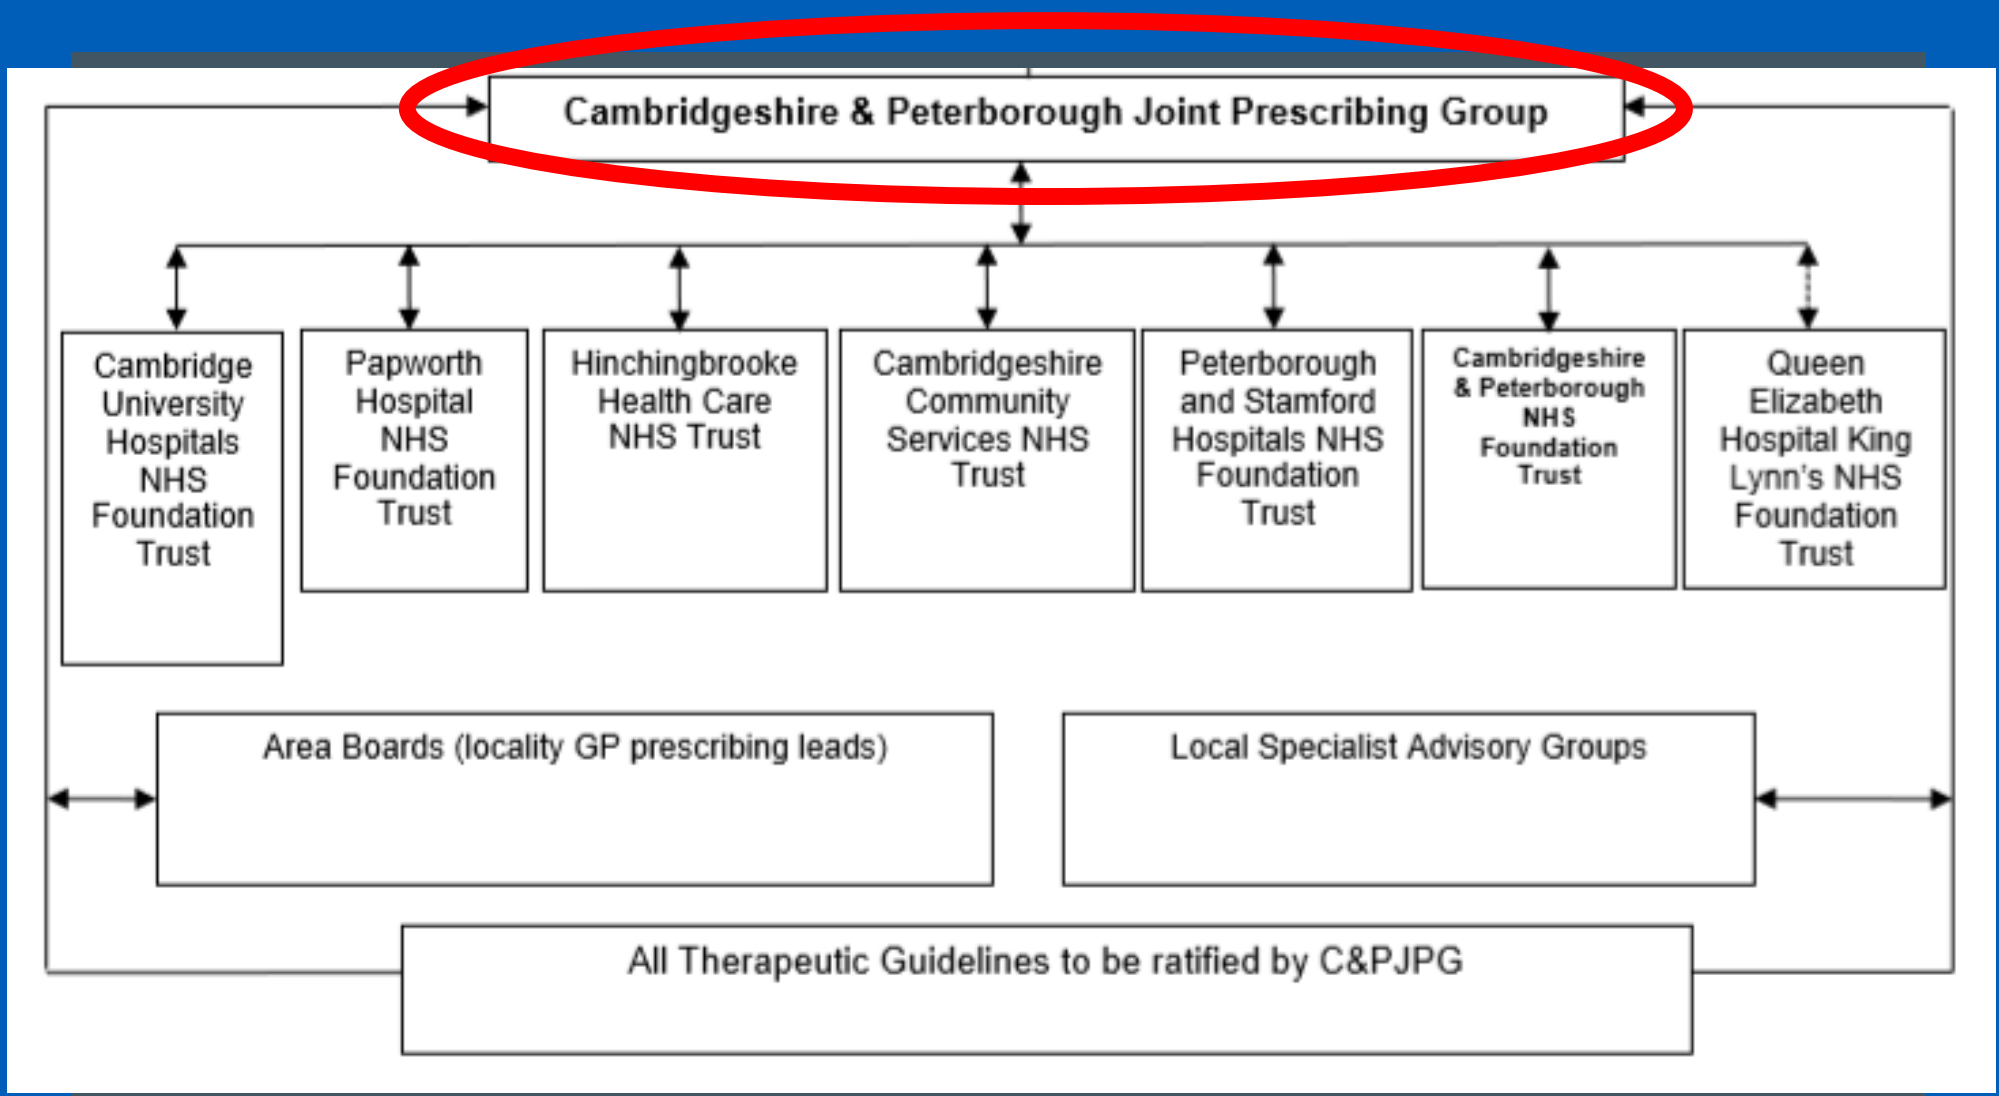 Cambridgeshire & Peterborough Joint Prescribing Group
Cambridge
University
Hospitals
NHS
Foundation
Trust
Papworth
Hospital
NHS
Foundation
Trust
Hinchingbrooke
Health Care
NHS Trust
Cambridgeshire
Community
Services NHS
Trust
Peterborough
and Stamford
Hospitals NHS
Foundation
Trust
Cambridgeshire
& Peterborough
NHS
Foundation
Trust
Queen
Elizabeth
Hospital King
Lynn's NHS
Foundation
Trust
Area Boards (locality GP prescribing leads)
Local Specialist Advisory Groups
All Therapeutic Guidelines to be ratified by C&PJPG